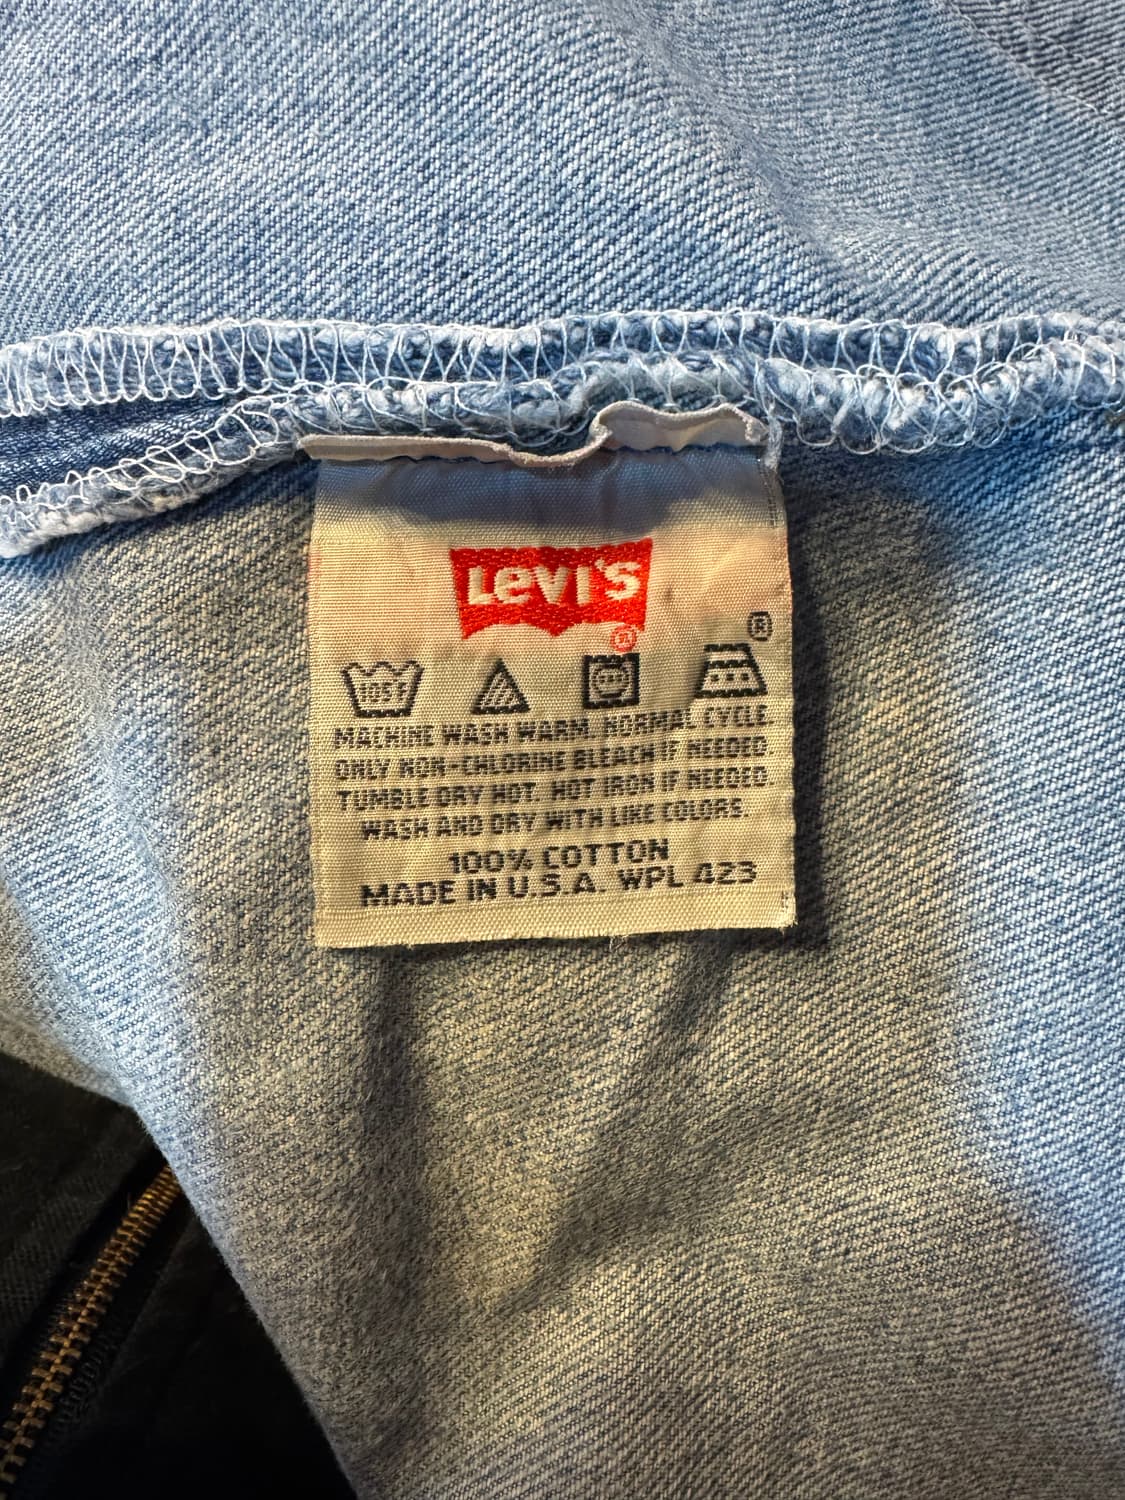 Levi's
®
®
105F
MACHINE WASH WARM. NORMAL CYCLE.
ONLY NON-CHLORINE BLEACH IF NEEDED.
TUMBLE DRY HOT. HOT IRON IF NEEDED.
WASH AND DRY WITH LIKE COLORS.
100% COTTON
MADE IN U.S.A. WPL 423